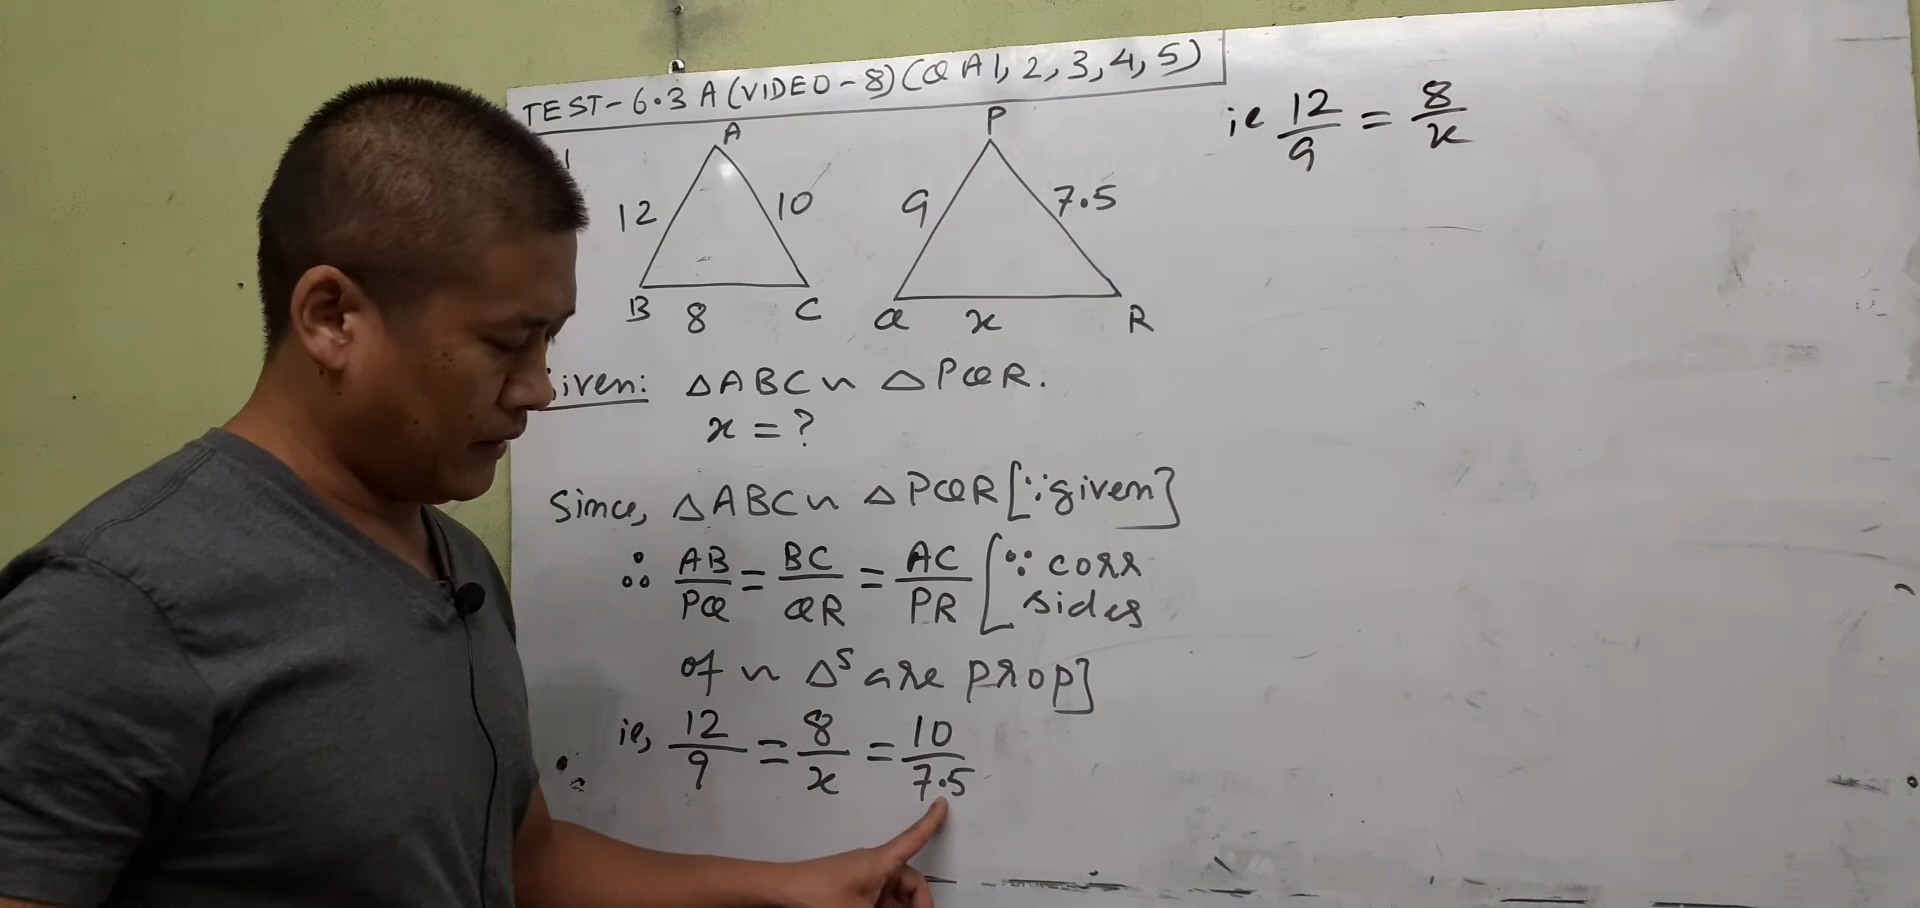 TEST-6.3 A (VIDEO-8) (Q A 1, 2, 3, 4, 5)
1
A
12
10
B
8
C
P
9
7.5
Q
x
R
Given: △ABC ~ △PQR.
x = ?
Since, △ABC ~ △PQR [∵ given]
∴ AB/PQ = BC/QR = AC/PR [∵ corr
sides
of ~ △s are prop]
ie, 12/9 = 8/x = 10/7.5
ie 12/9 = 8/x